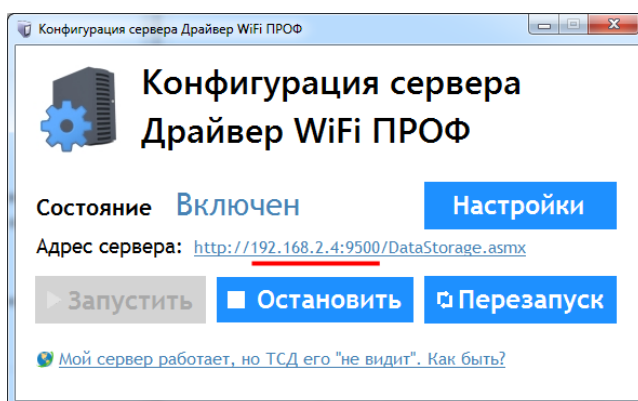 Конфигурация сервера Драйвер WiFi ПРОФ
Конфигурация сервера
Драйвер WiFi ПРОФ
Состояние Включен Настройки
Адрес сервера: http://192.168.2.4:9500/DataStorage.asmx
Запустить Остановить Перезапуск
Мой сервер работает, но ТСД его "не видит". Как быть?